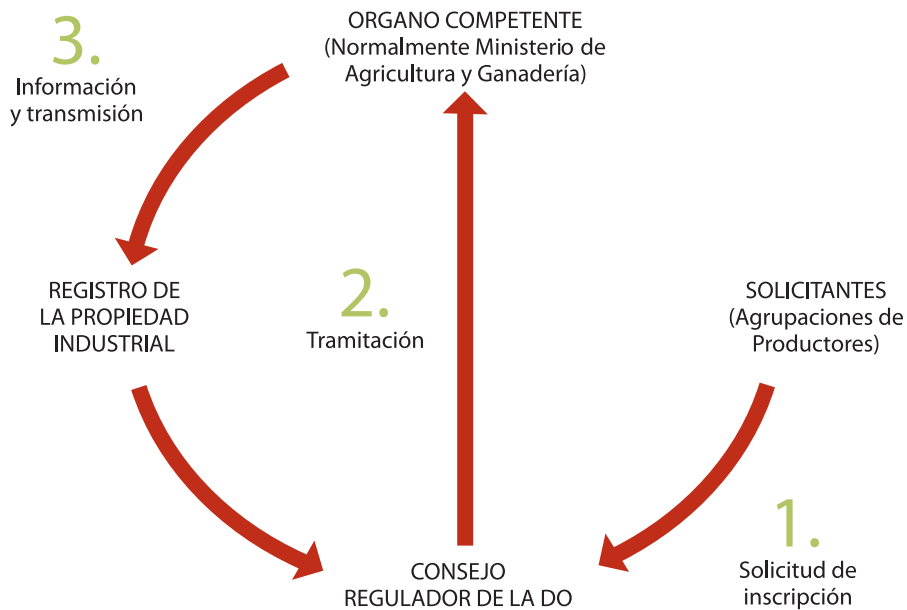 ORGANO COMPETENTE
(Normalmente Ministerio de
Agricultura y Ganadería)
3.
Información
y transmisión
REGISTRO DE
LA PROPIEDAD
INDUSTRIAL
2.
Tramitación
SOLICITANTES
(Agrupaciones de
Productores)
1.
Solicitud de
inscripción
CONSEJO
REGULADOR DE LA DO